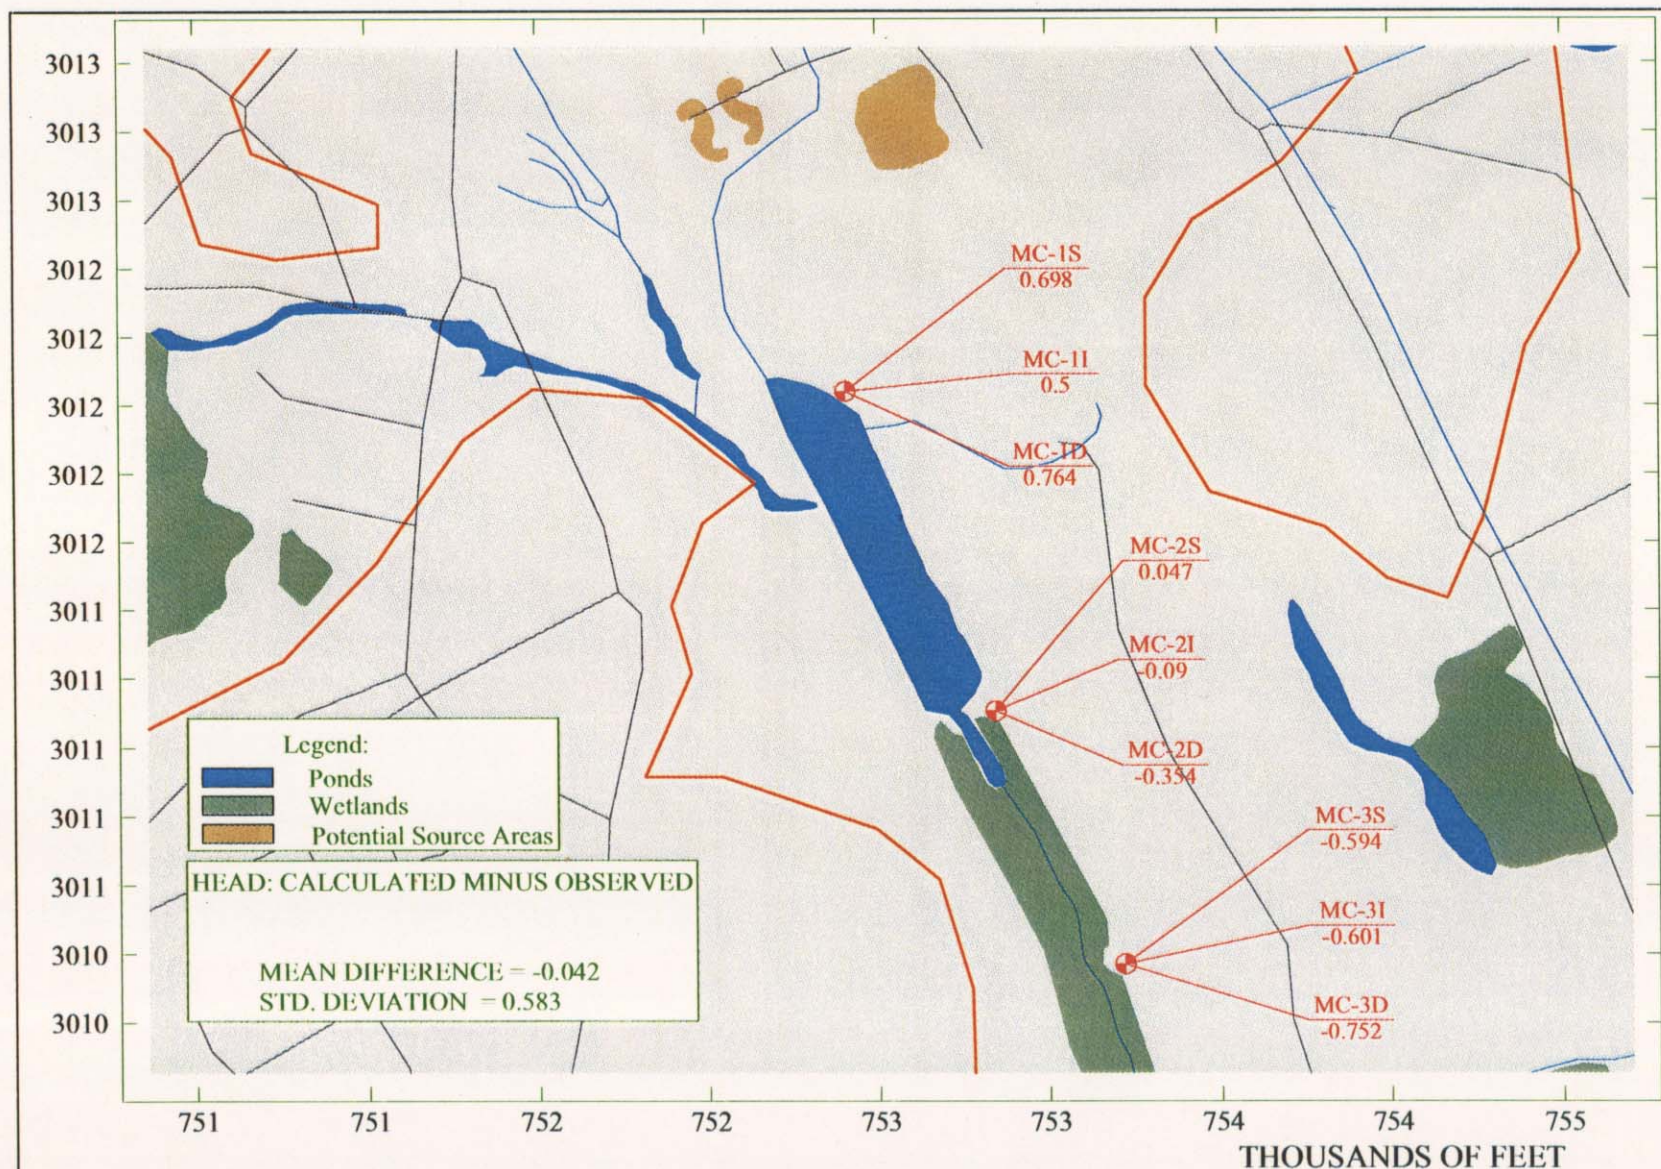 3013
3013
3013
3012
3012
3012
3012
3012
3011
3011
3011
3011
3011
3010
3010
MC-1S
0.698
MC-1I
0.5
MC-1D
0.764
MC-2S
0.047
MC-2I
-0.09
MC-2D
-0.354
MC-3S
-0.594
MC-3I
-0.601
MC-3D
-0.752
Legend:
Ponds
Wetlands
Potential Source Areas
HEAD: CALCULATED MINUS OBSERVED
MEAN DIFFERENCE = -0.042
STD. DEVIATION = 0.583
751 751 752 752 753 753 754 754 755
THOUSANDS OF FEET